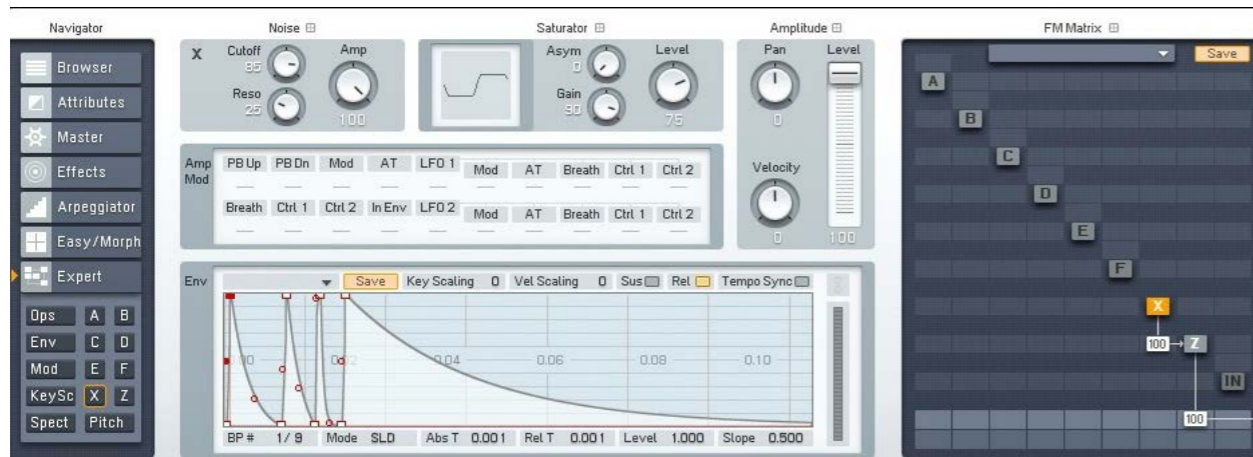 Navigator
Noise
Saturator
Amplitude
FM Matrix
Browser
Attributes
Master
Effects
Arpeggiator
Easy/Morph
Expert
Ops A B
Env C D
Mod E F
KeySc X Z
Spect Pitch
X Cutoff Amp
85
Reso
25
100
Asym Level
0
Gain
90
75
Pan Level
0
Velocity
0 100
Amp Mod
PB Up PB Dn Mod AT LFO 1 Mod AT Breath Ctrl 1 Ctrl 2
Breath Ctrl 1 Ctrl 2 In Env LFO 2 Mod AT Breath Ctrl 1 Ctrl 2
Env Save Key Scaling 0 Vel Scaling 0 Sus Rel Tempo Sync
0.02 0.04 0.06 0.08 0.10
BP # 1/ 9 Mode SLD Abs T 0.001 Rel T 0.001 Level 1.000 Slope 0.500
Save
A
B
C
D
E
F
X
100 Z
IN
100